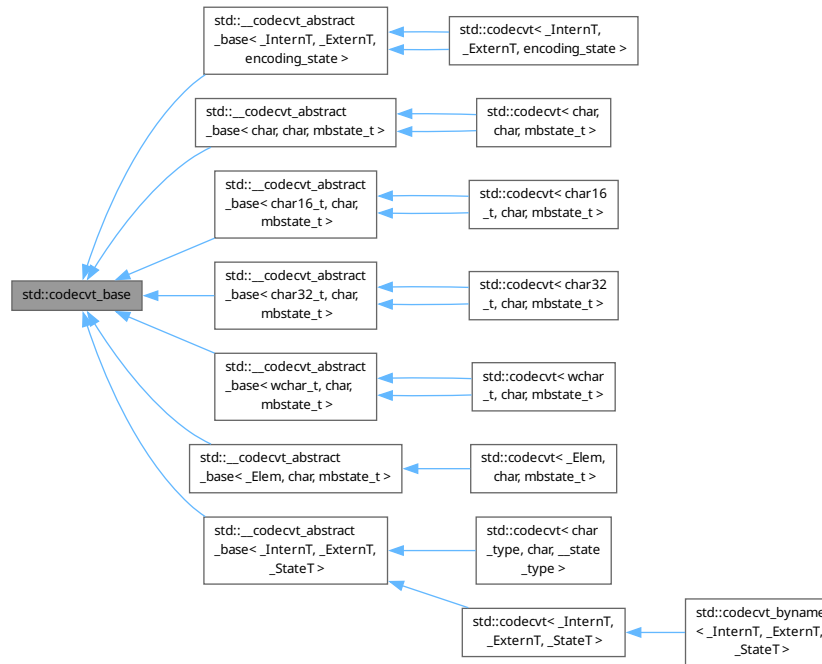 std::__codecvt_abstract
_base< _InternT, _ExternT,
encoding_state >
std::codecvt< _InternT,
_ExternT, encoding_state >
std::__codecvt_abstract
_base< char, char, mbstate_t >
std::codecvt< char,
char, mbstate_t >
std::__codecvt_abstract
_base< char16_t, char,
mbstate_t >
std::codecvt< char16
_t, char, mbstate_t >
std::codecvt_base
std::__codecvt_abstract
_base< char32_t, char,
mbstate_t >
std::codecvt< char32
_t, char, mbstate_t >
std::__codecvt_abstract
_base< wchar_t, char,
mbstate_t >
std::codecvt< wchar
_t, char, mbstate_t >
std::__codecvt_abstract
_base< _Elem, char, mbstate_t >
std::codecvt< _Elem,
char, mbstate_t >
std::__codecvt_abstract
_base< _InternT, _ExternT,
_StateT >
std::codecvt< char
_type, char, __state
_type >
std::codecvt< _InternT,
_ExternT, _StateT >
std::codecvt_byname
< _InternT, _ExternT,
_StateT >